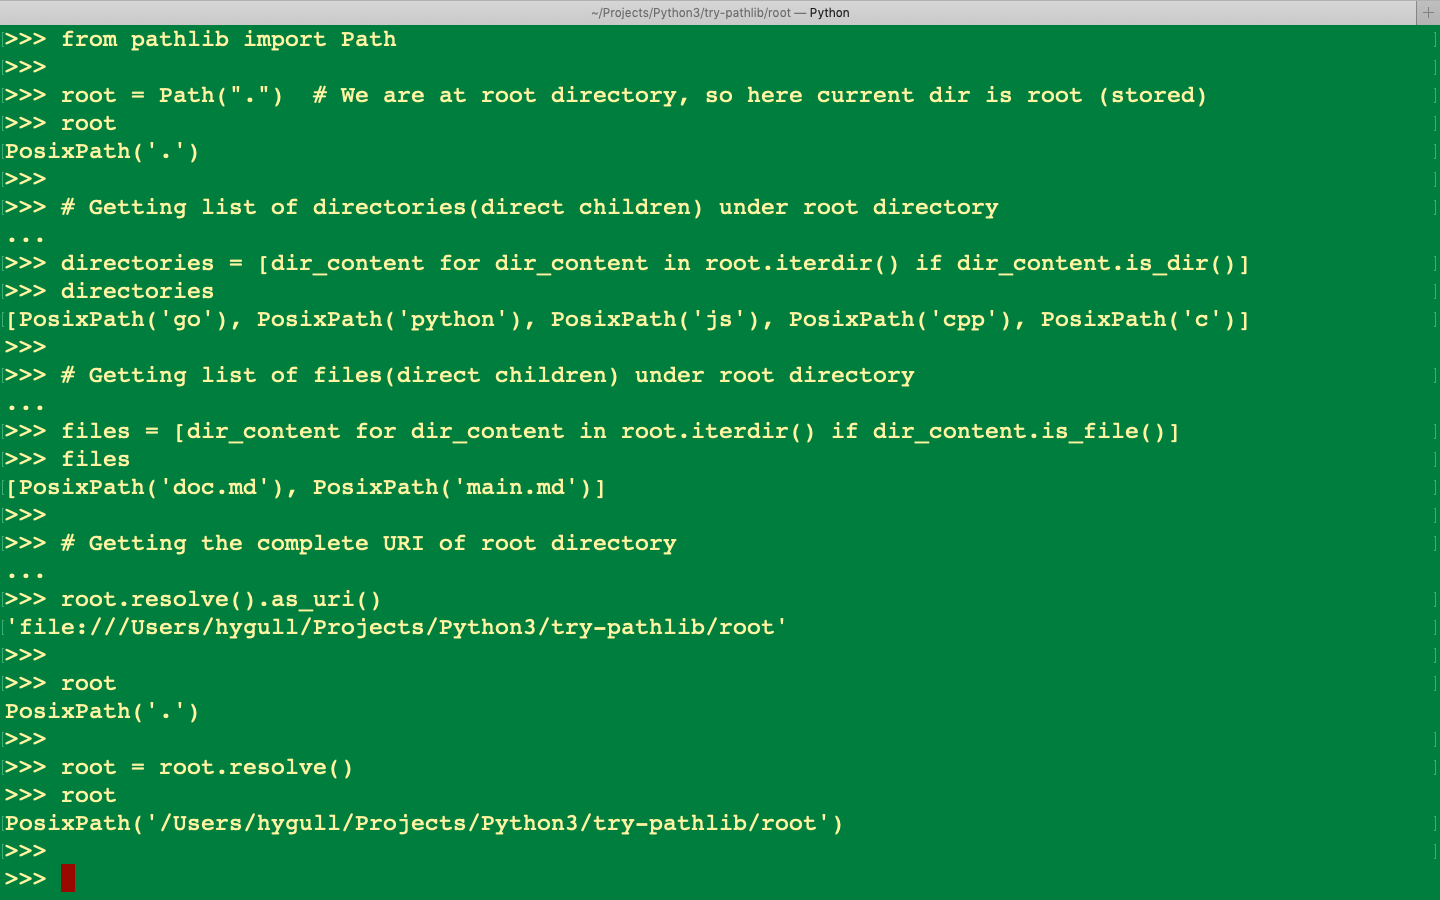 ~/Projects/Python3/try-pathlib/root — Python
>>> from pathlib import Path
>>>
>>> root = Path(".")  # We are at root directory, so here current dir is root (stored)
>>> root
PosixPath('.')
>>>
>>> # Getting list of directories(direct children) under root directory
...
>>> directories = [dir_content for dir_content in root.iterdir() if dir_content.is_dir()]
>>> directories
[PosixPath('go'), PosixPath('python'), PosixPath('js'), PosixPath('cpp'), PosixPath('c')]
>>>
>>> # Getting list of files(direct children) under root directory
...
>>> files = [dir_content for dir_content in root.iterdir() if dir_content.is_file()]
>>> files
[PosixPath('doc.md'), PosixPath('main.md')]
>>>
>>> # Getting the complete URI of root directory
...
>>> root.resolve().as_uri()
'file:///Users/hygull/Projects/Python3/try-pathlib/root'
>>>
>>> root
PosixPath('.')
>>>
>>> root = root.resolve()
>>> root
PosixPath('/Users/hygull/Projects/Python3/try-pathlib/root')
>>>
>>>